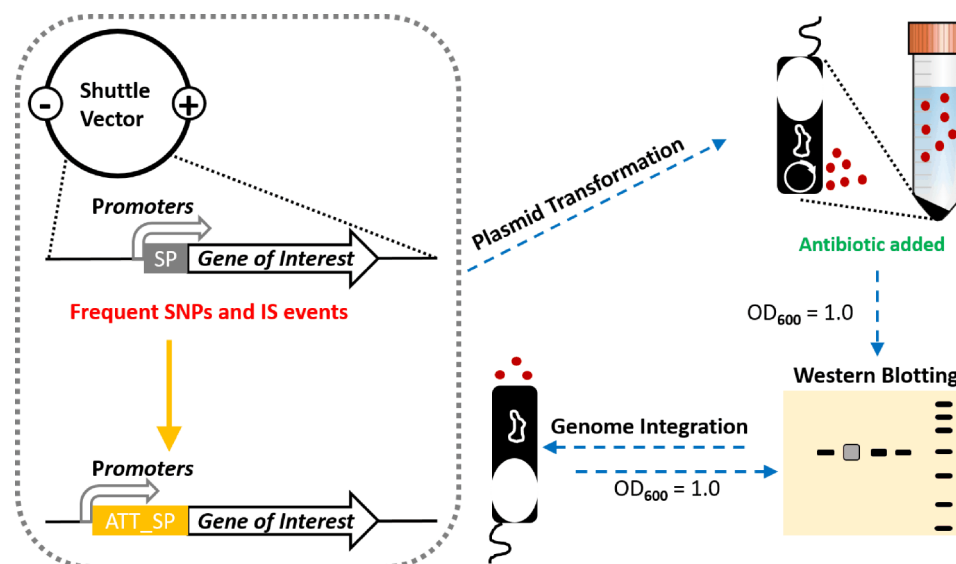 Shuttle
Vector
-
+
Promoters
SP
Gene of Interest
Frequent SNPs and IS events
Promoters
ATT_SP
Gene of Interest
Plasmid Transformation
Antibiotic added
OD600 = 1.0
Western Blotting
Genome Integration
OD600 = 1.0